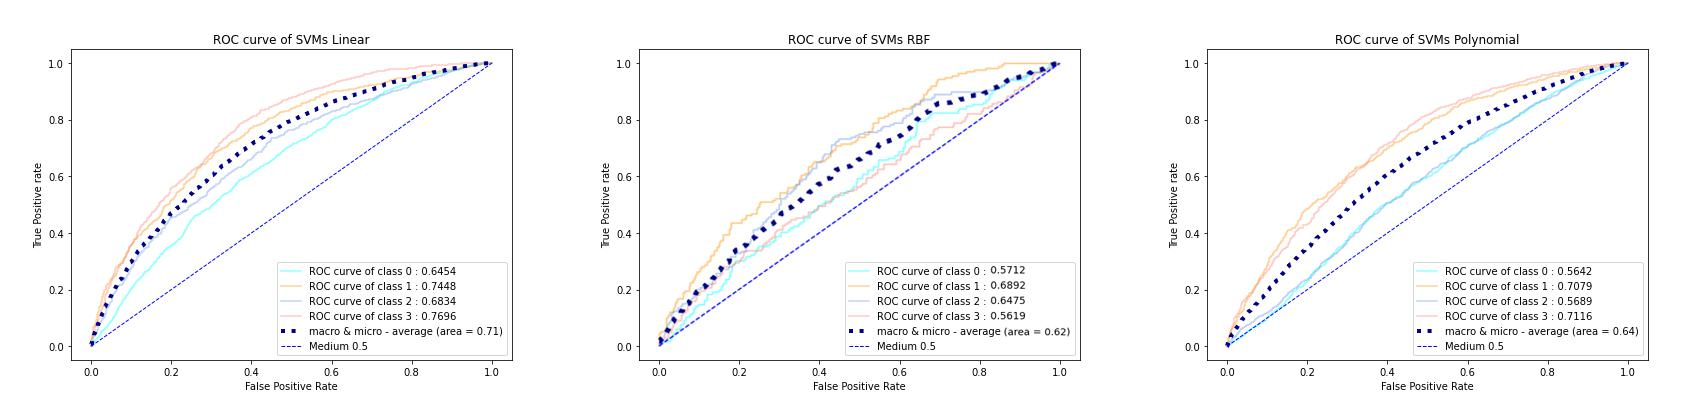 ROC curve of SVMs Linear
True Positive rate
1.0
0.8
0.6
0.4
0.2
0.0
ROC curve of class 0 : 0.6454
ROC curve of class 1 : 0.7448
ROC curve of class 2 : 0.6834
ROC curve of class 3 : 0.7696
macro & micro - average (area = 0.71)
Medium 0.5
0.0 0.2 0.4 0.6 0.8 1.0
False Positive Rate
ROC curve of SVMs RBF
True Positive rate
1.0
0.8
0.6
0.4
0.2
0.0
ROC curve of class 0 : 0.5712
ROC curve of class 1 : 0.6892
ROC curve of class 2 : 0.6475
ROC curve of class 3 : 0.5619
macro & micro - average (area = 0.62)
Medium 0.5
0.0 0.2 0.4 0.6 0.8 1.0
False Positive Rate
ROC curve of SVMs Polynomial
True Positive rate
1.0
0.8
0.6
0.4
0.2
0.0
ROC curve of class 0 : 0.5642
ROC curve of class 1 : 0.7079
ROC curve of class 2 : 0.5689
ROC curve of class 3 : 0.7116
macro & micro - average (area = 0.64)
Medium 0.5
0.0 0.2 0.4 0.6 0.8 1.0
False Positive Rate